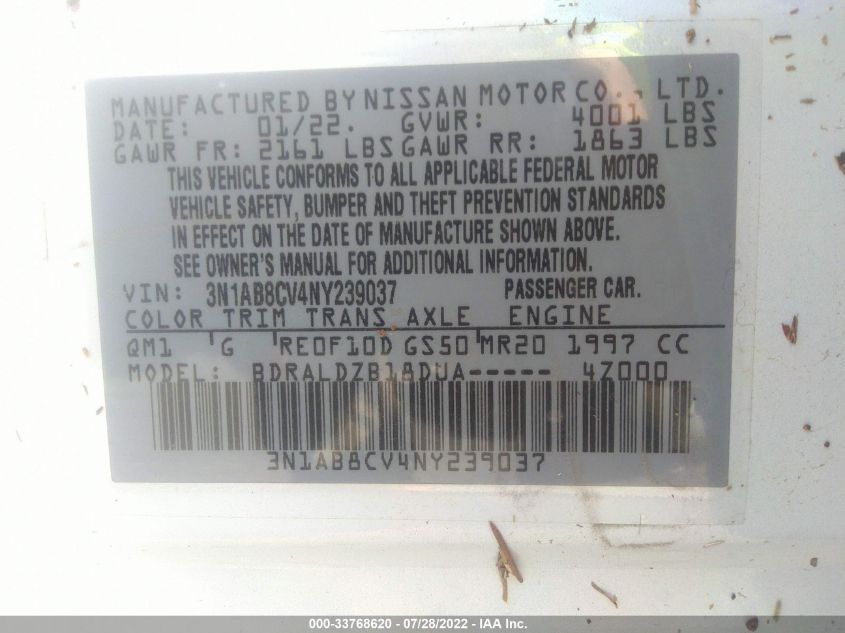 MANUFACTURED BY NISSAN MOTOR CO., LTD.
DATE: 01/22. GVWR: 4001 LBS
GAWR FR: 2161 LBS GAWR RR: 1863 LBS
THIS VEHICLE CONFORMS TO ALL APPLICABLE FEDERAL MOTOR
VEHICLE SAFETY, BUMPER AND THEFT PREVENTION STANDARDS
IN EFFECT ON THE DATE OF MANUFACTURE SHOWN ABOVE.
SEE OWNER'S MANUAL FOR ADDITIONAL INFORMATION.
VIN: 3N1AB8CV4NY239037 PASSENGER CAR.
COLOR TRIM TRANS AXLE ENGINE
QM1 G RE0F10D GS50 MR20 1997 CC
MODEL: BDRALDZB18DUA----- 4Z000
3N1AB8CV4NY239037
000-33768620 - 07/28/2022 - IAA Inc.